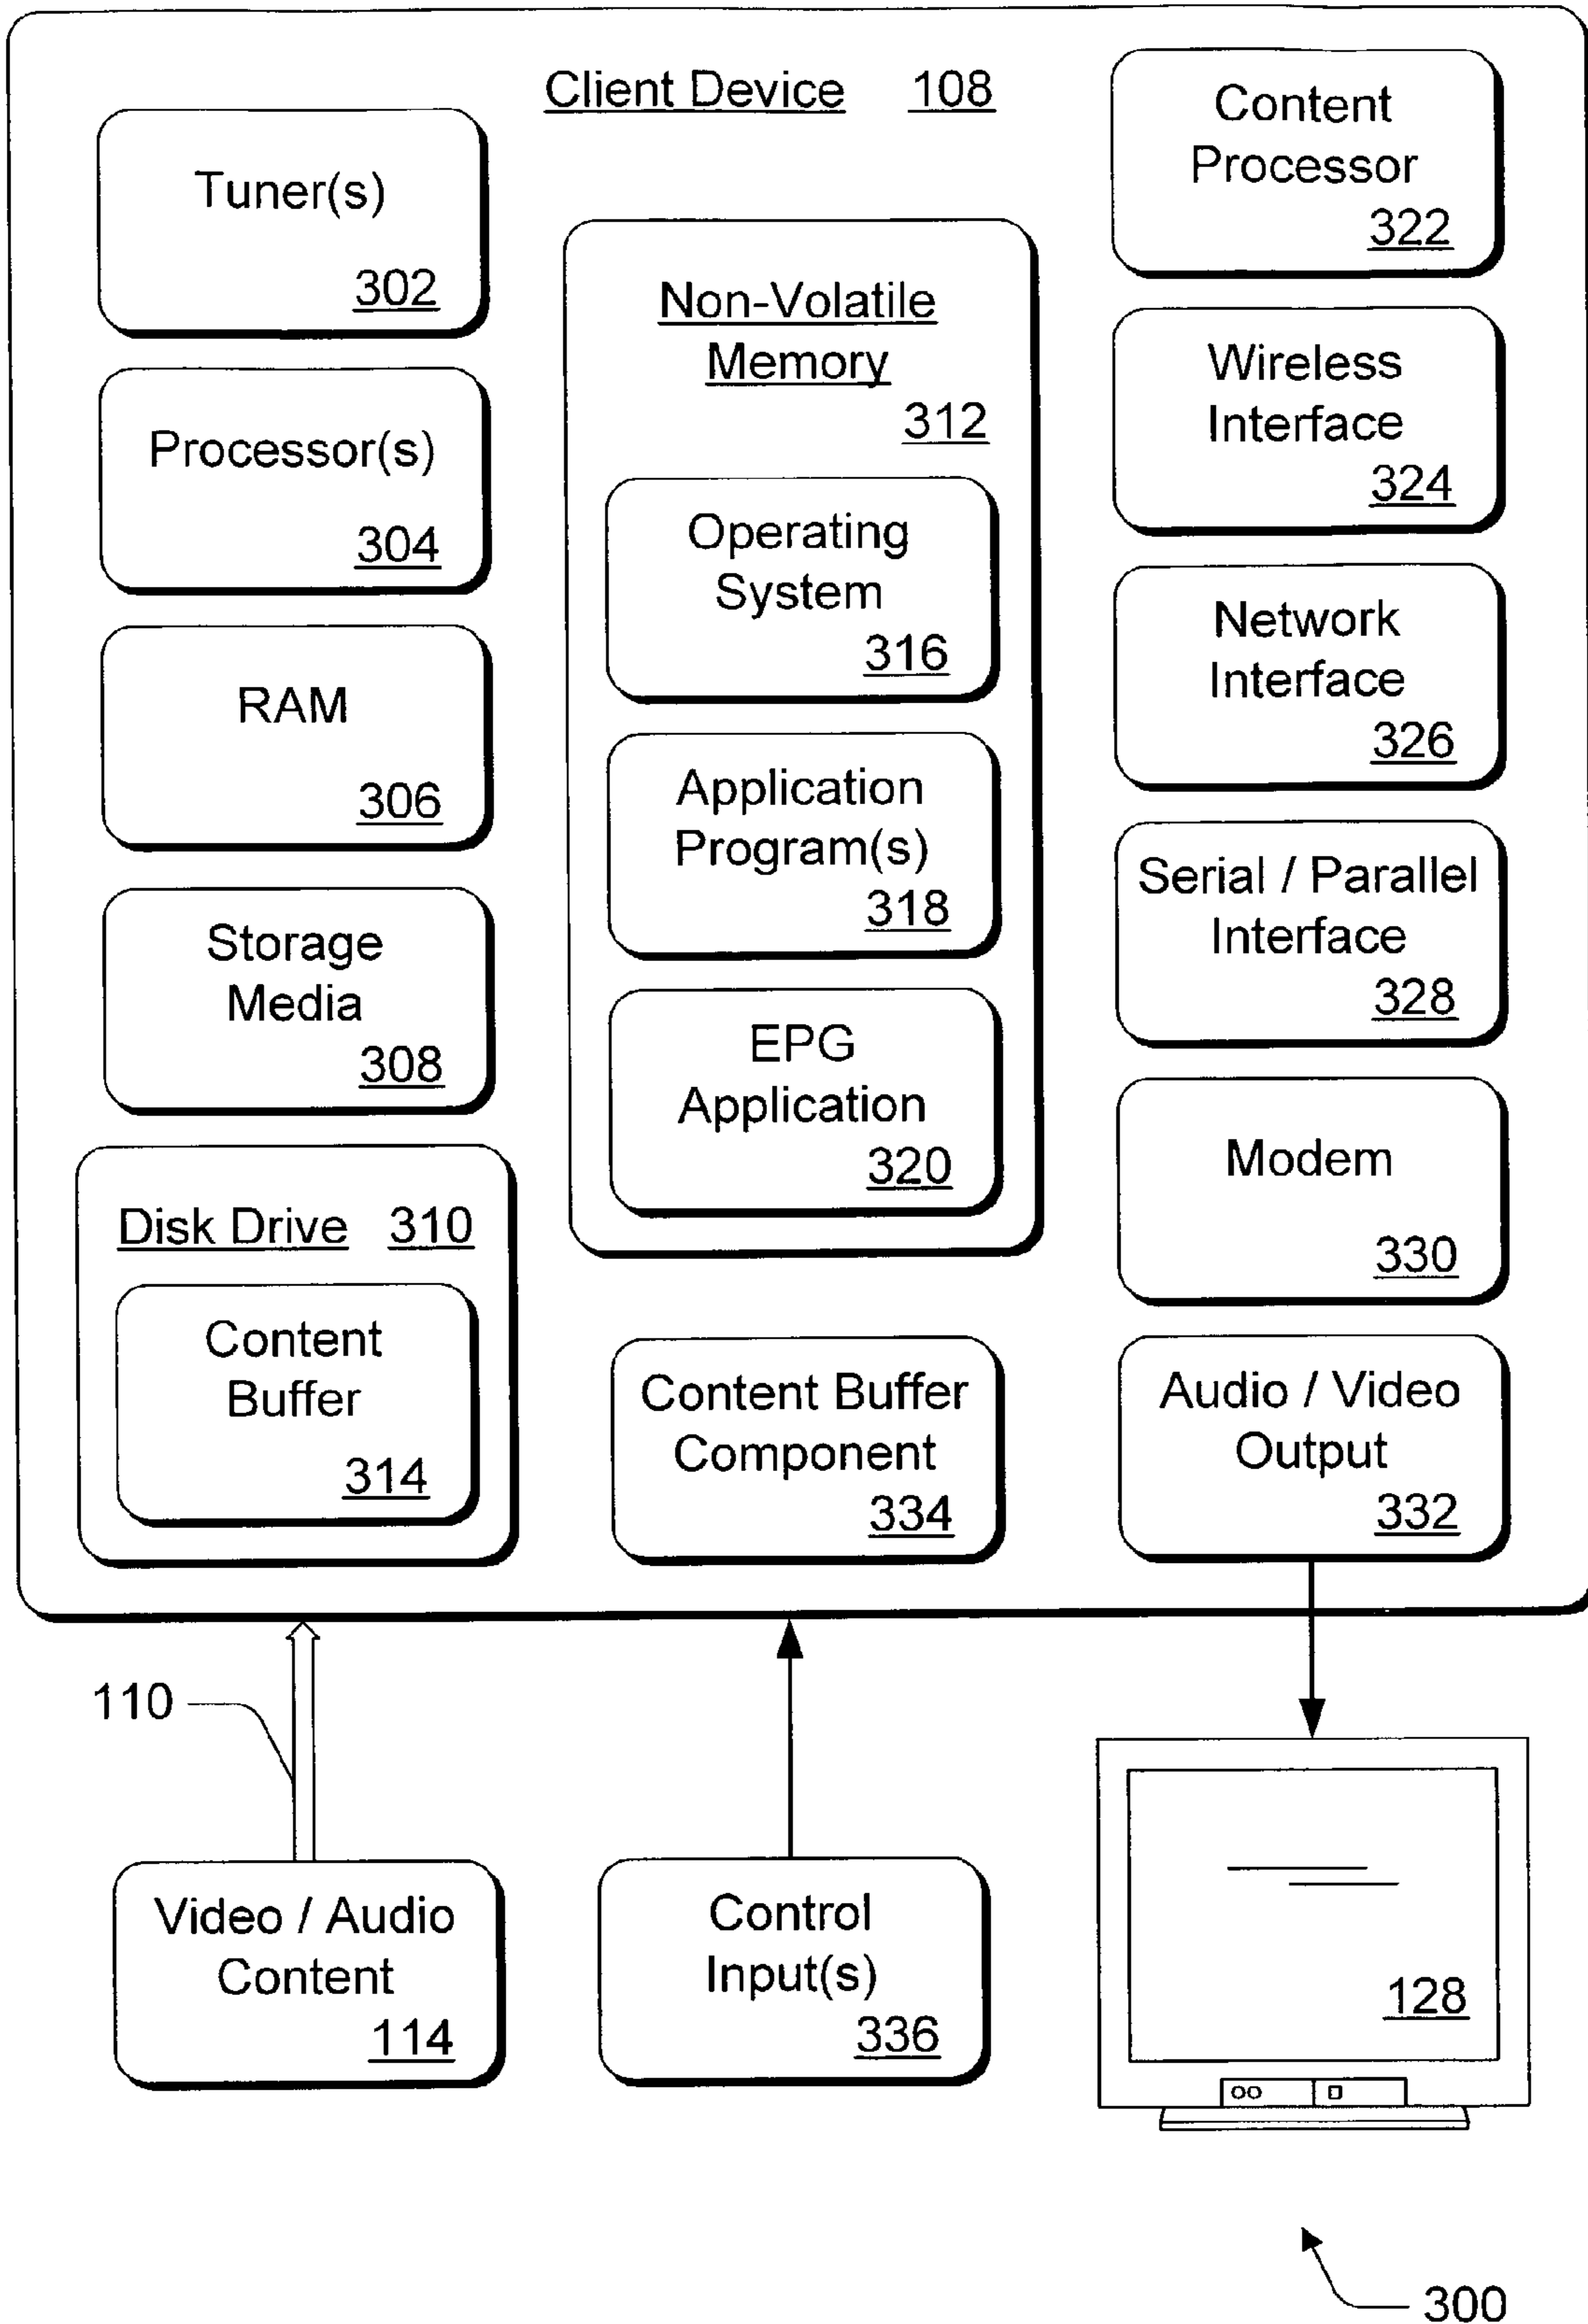 Client Device 108
Tuner(s)
302
Processor(s)
304
RAM
306
Storage
Media
308
Disk Drive 310
Content
Buffer
314
Non-Volatile
Memory
312
Operating
System
316
Application
Program(s)
318
EPG
Application
320
Content Buffer
Component
334
Content
Processor
322
Wireless
Interface
324
Network
Interface
326
Serial / Parallel
Interface
328
Modem
330
Audio / Video
Output
332
110
Video / Audio
Content
114
Control
Input(s)
336
128
300